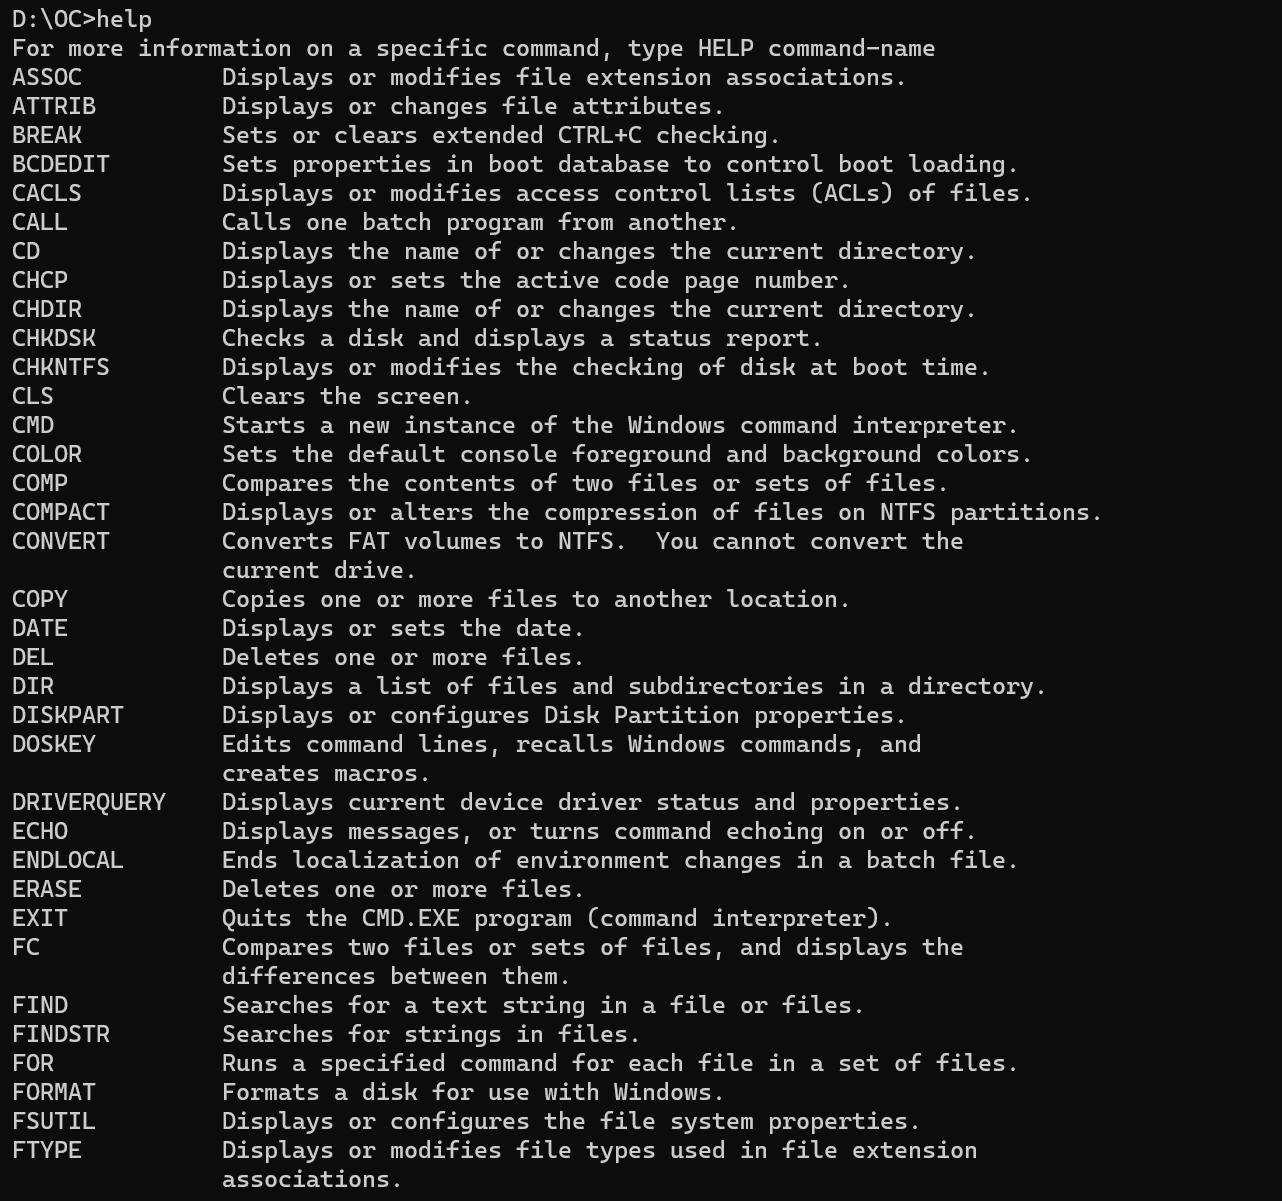 D:\OC>help
For more information on a specific command, type HELP command-name
ASSOC          Displays or modifies file extension associations.
ATTRIB         Displays or changes file attributes.
BREAK          Sets or clears extended CTRL+C checking.
BCDEDIT        Sets properties in boot database to control boot loading.
CACLS          Displays or modifies access control lists (ACLs) of files.
CALL           Calls one batch program from another.
CD             Displays the name of or changes the current directory.
CHCP           Displays or sets the active code page number.
CHDIR          Displays the name of or changes the current directory.
CHKDSK         Checks a disk and displays a status report.
CHKNTFS        Displays or modifies the checking of disk at boot time.
CLS            Clears the screen.
CMD            Starts a new instance of the Windows command interpreter.
COLOR          Sets the default console foreground and background colors.
COMP           Compares the contents of two files or sets of files.
COMPACT        Displays or alters the compression of files on NTFS partitions.
CONVERT        Converts FAT volumes to NTFS.  You cannot convert the
               current drive.
COPY           Copies one or more files to another location.
DATE           Displays or sets the date.
DEL            Deletes one or more files.
DIR            Displays a list of files and subdirectories in a directory.
DISKPART       Displays or configures Disk Partition properties.
DOSKEY         Edits command lines, recalls Windows commands, and
               creates macros.
DRIVERQUERY    Displays current device driver status and properties.
ECHO           Displays messages, or turns command echoing on or off.
ENDLOCAL       Ends localization of environment changes in a batch file.
ERASE          Deletes one or more files.
EXIT           Quits the CMD.EXE program (command interpreter).
FC             Compares two files or sets of files, and displays the
               differences between them.
FIND           Searches for a text string in a file or files.
FINDSTR        Searches for strings in files.
FOR            Runs a specified command for each file in a set of files.
FORMAT         Formats a disk for use with Windows.
FSUTIL         Displays or configures the file system properties.
FTYPE          Displays or modifies file types used in file extension
               associations.